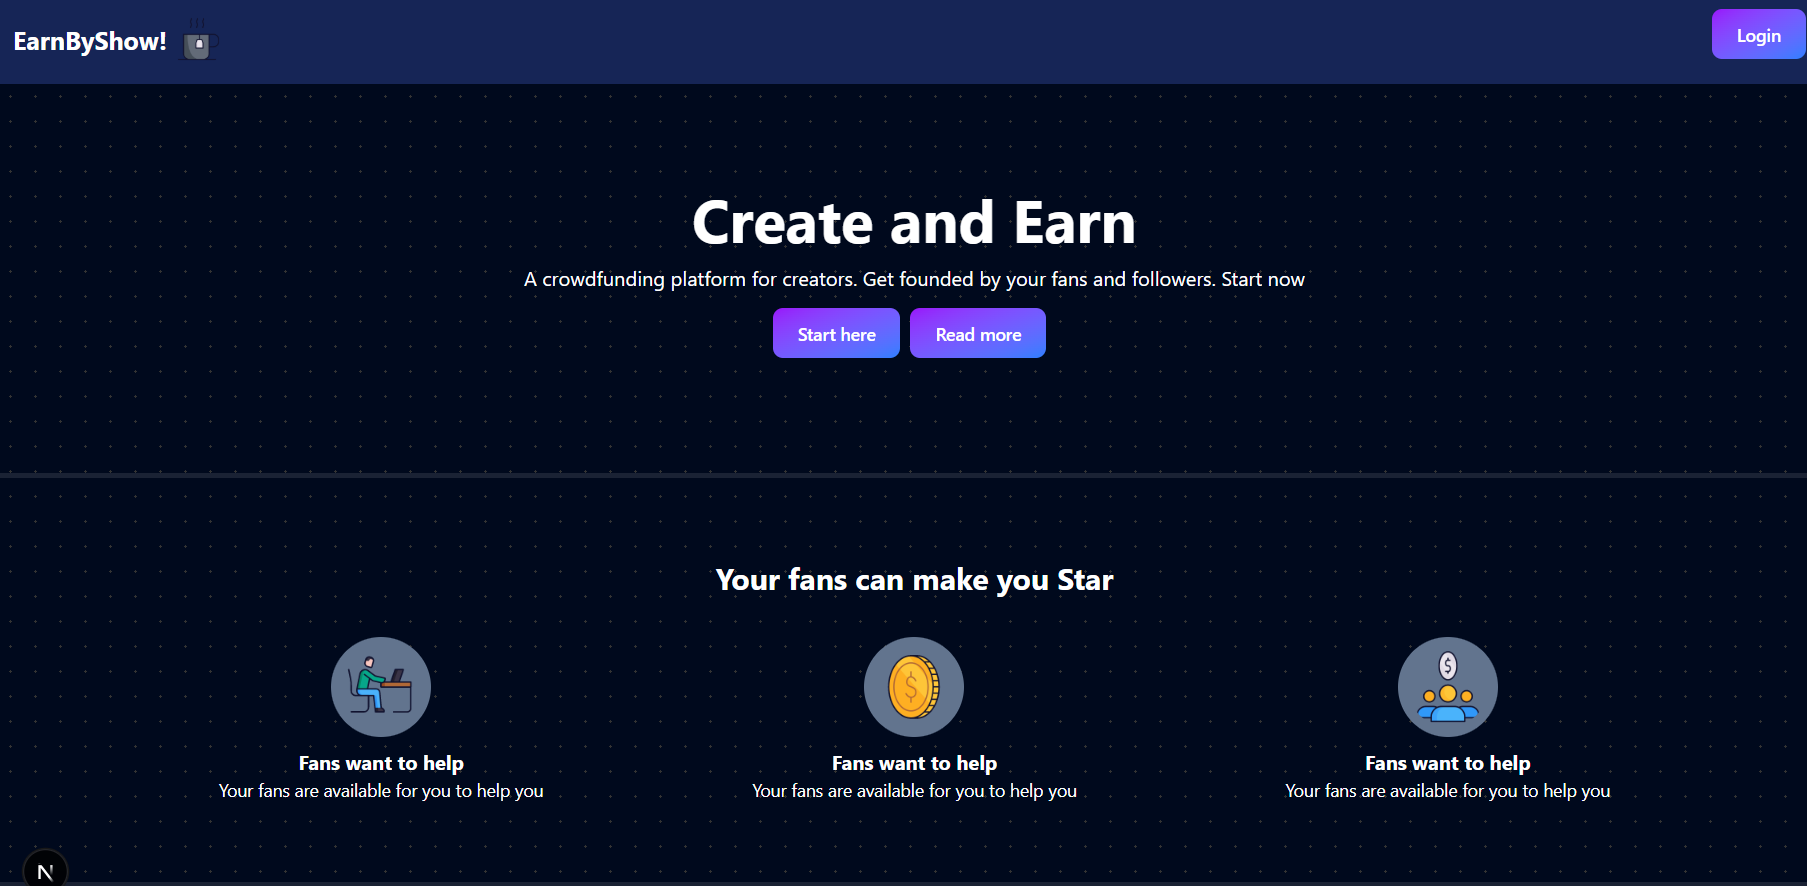 EarnByShow!
Login
Create and Earn
A crowdfunding platform for creators. Get founded by your fans and followers. Start now
Start here
Read more
Your fans can make you Star
$
$
Fans want to help
Fans want to help
Fans want to help
Your fans are available for you to help you
Your fans are available for you to help you
Your fans are available for you to help you
N